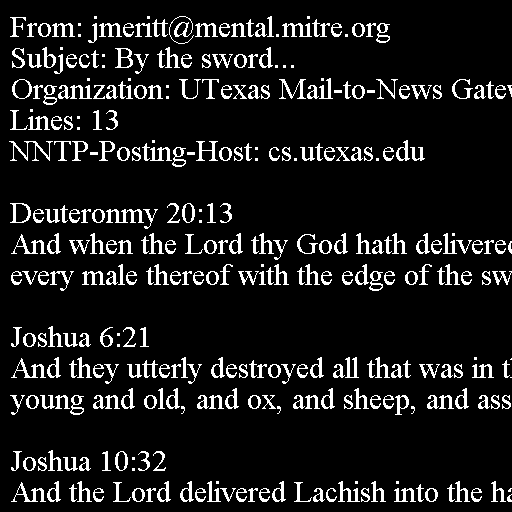 From: jmeritt@mental.mitre.org
Subject: By the sword...
Organization: UTexas Mail-to-News
Lines: 13
NNTP-Posting-Host: cs.utexas.edu

Deuteronmy 20:13
And when the Lord thy God hath delivered
every male thereof with the edge of the

Joshua 6:21
And they utterly destroyed all that was in
young and old, and ox, and sheep, and ass

Joshua 10:32
And the Lord delivered Lachish into the